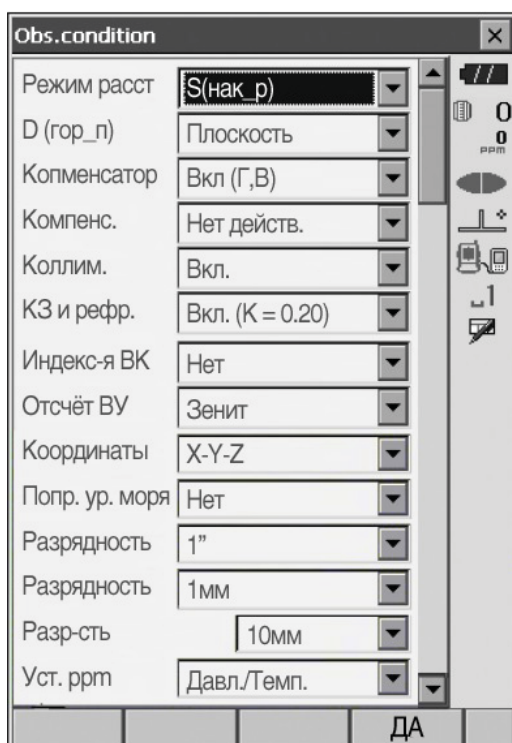 Obs.condition
Режим расст S(нак_р)
D (гор_п) Плоскость
Копменсатор Вкл (Г,В)
Компенс. Нет действ.
Коллим. Вкл.
КЗ и рефр. Вкл. (K = 0.20)
Индекс-я ВК Нет
Отсчёт ВУ Зенит
Координаты X-Y-Z
Попр. ур. моря Нет
Разрядность 1”
Разрядность 1мм
Разр-сть 10мм
Уст. ppm Давл./Темп.
ДА
0
0
PPM
1